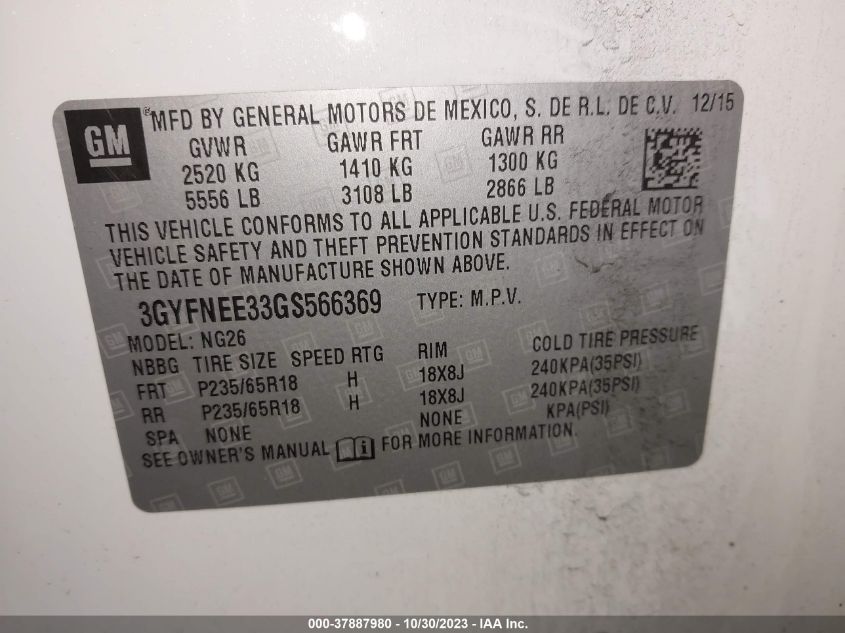 GM ® MFD BY GENERAL MOTORS DE MEXICO, S. DE R.L. DE C.V. 12/15
GVWR GAWR FRT GAWR RR
2520 KG 1410 KG 1300 KG
5556 LB 3108 LB 2866 LB
THIS VEHICLE CONFORMS TO ALL APPLICABLE U.S. FEDERAL MOTOR
VEHICLE SAFETY AND THEFT PREVENTION STANDARDS IN EFFECT ON
THE DATE OF MANUFACTURE SHOWN ABOVE.
3GYFNEE33GS566369 TYPE: M.P.V.
MODEL: NG26
NBBG TIRE SIZE SPEED RTG RIM COLD TIRE PRESSURE
FRT P235/65R18 H 18X8J 240KPA(35PSI)
RR P235/65R18 H 18X8J 240KPA(35PSI)
SPA NONE NONE KPA(PSI)
SEE OWNER'S MANUAL FOR MORE INFORMATION.
000-37887980 - 10/30/2023 - IAA Inc.